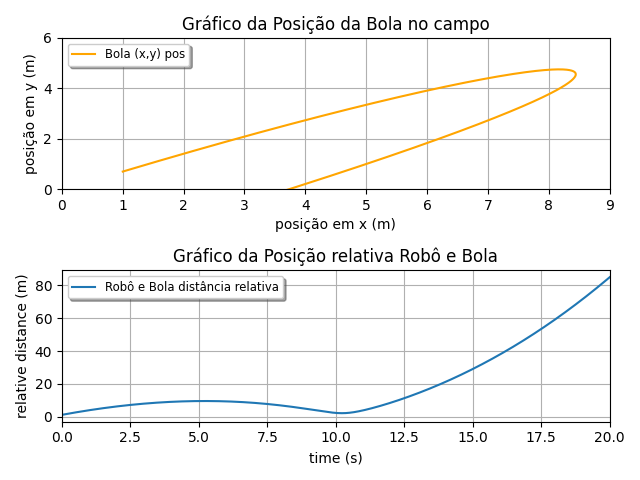 Gráfico da Posição da Bola no campo
6
4
2
0
posição em y (m)
Bola (x,y) pos
0 1 2 3 4 5 6 7 8 9
posição em x (m)
Gráfico da Posição relativa Robô e Bola
80
60
40
20
0
relative distance (m)
Robô e Bola distância relativa
0.0 2.5 5.0 7.5 10.0 12.5 15.0 17.5 20.0
time (s)